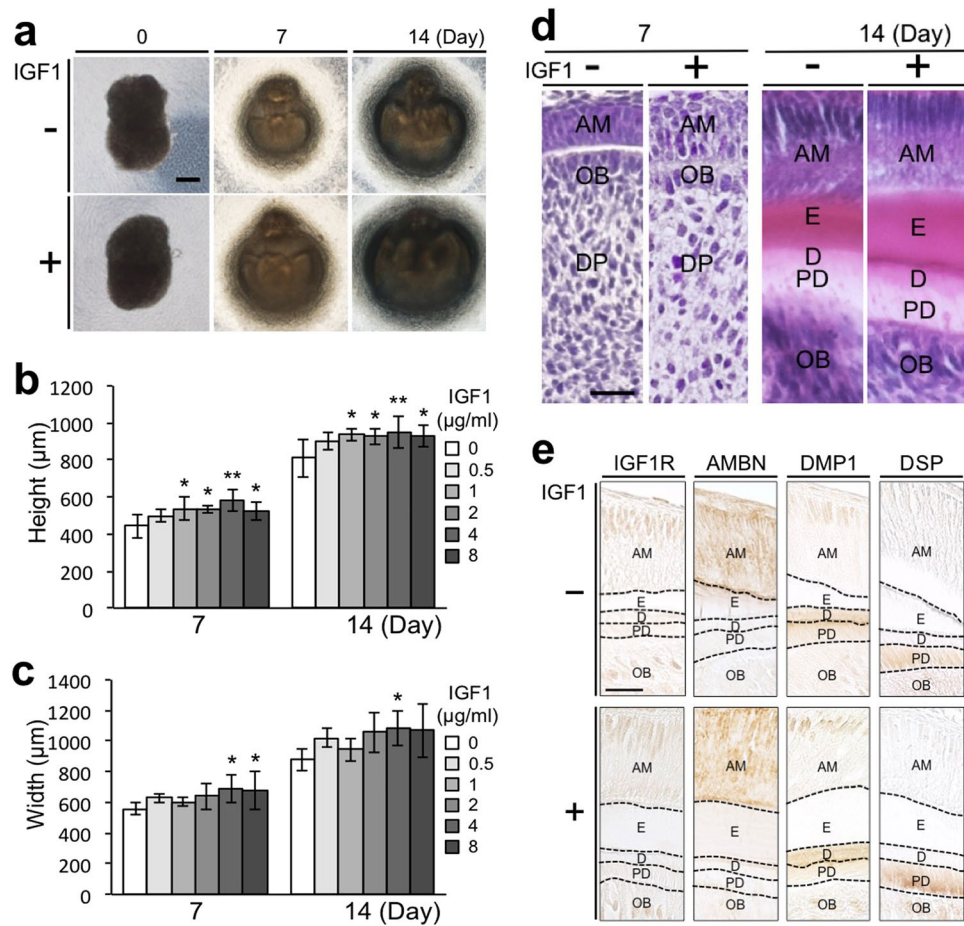 a
0 7 14 (Day)
IGF1
-
+
b
1200
1000
800
600
400
200
0
Height (μm)
* * ** *
* * ** *
7 14 (Day)
IGF1
(μg/ml)
0
0.5
1
2
4
8
c
1400
1200
1000
800
600
400
200
0
Width (μm)
* *
*
7 14 (Day)
IGF1
(μg/ml)
0
0.5
1
2
4
8
d
7 14 (Day)
IGF1 - + - +
AM AM AM AM
OB OB E E
DP DP D D
PD PD
OB OB
e
IGF1R AMBN DMP1 DSP
IGF1
-
AM AM AM AM
E E E E
D D D D
PD PD PD PD
OB OB OB OB
+
AM AM AM AM
E E E E
D D D D
PD PD PD PD
OB OB OB OB